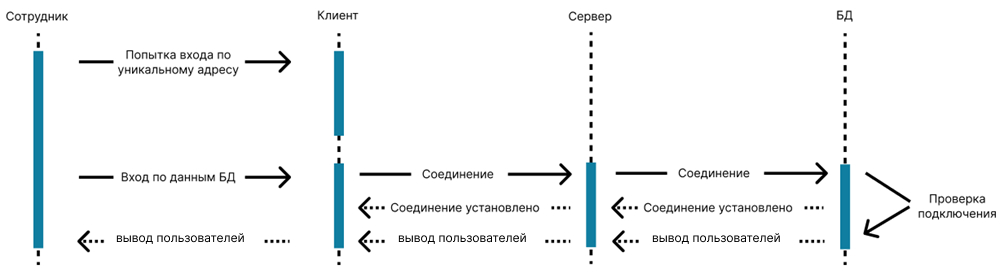 Сотрудник
Клиент
Сервер
БД
Попытка входа по
уникальному адресу
Вход по данным БД
Соединение
Соединение
Соединение установлено
Соединение установлено
Проверка
подключения
вывод пользователей
вывод пользователей
вывод пользователей